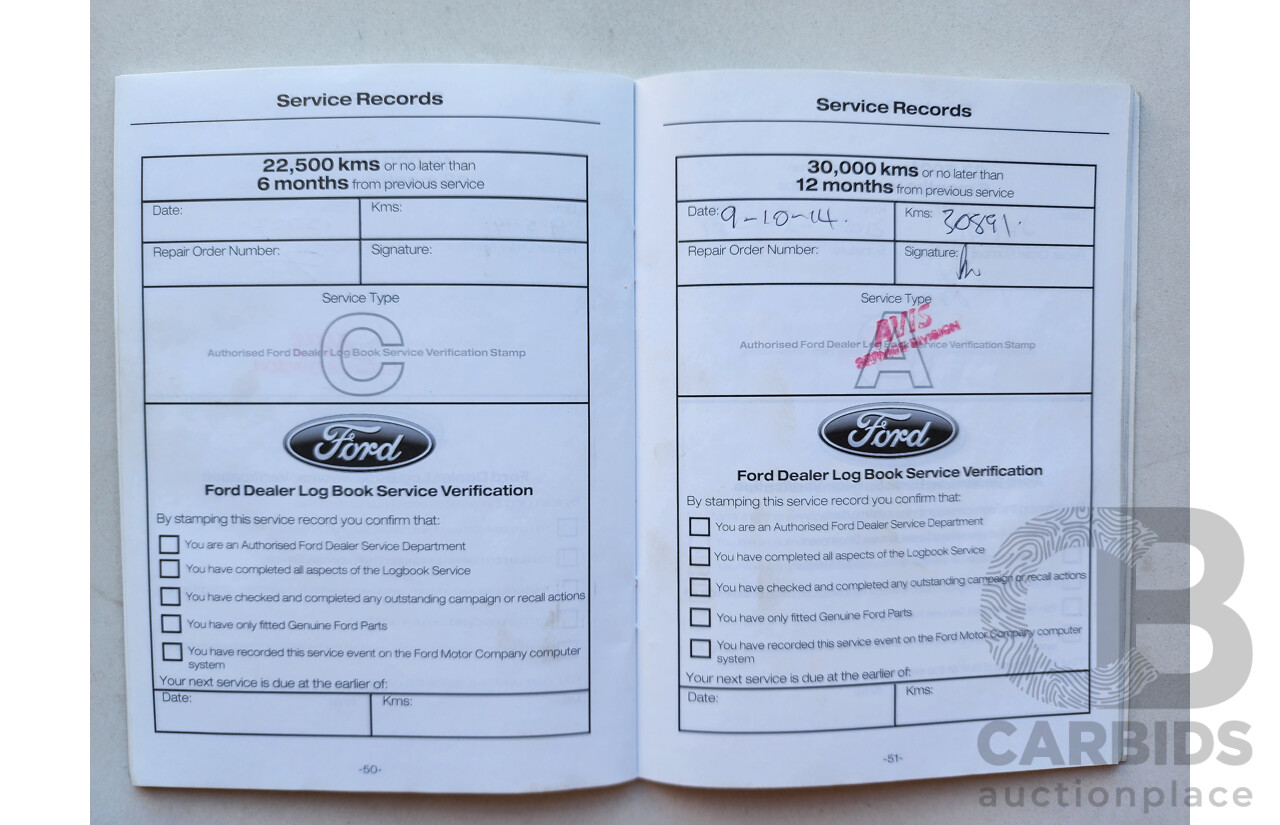 Service Records
22,500 kms or no later than
6 months from previous service
Date:
Kms:
Repair Order Number:
Signature:
Service Type
C
Authorised Ford Dealer Log Book Service Verification Stamp
Ford
Ford Dealer Log Book Service Verification
By stamping this service record you confirm that:
You are an Authorised Ford Dealer Service Department
You have completed all aspects of the Logbook Service
You have checked and completed any outstanding campaign or recall actions
You have only fitted Genuine Ford Parts
You have recorded this service event on the Ford Motor Company computer
system
Your next service is due at the earlier of:
Date:
Kms:
-50-
Service Records
30,000 kms or no later than
12 months from previous service
Date: 9-10-14.
Kms: 30891.
Repair Order Number:
Signature:
Service Type
A
AVIS
SERVICE DIVISION
Authorised Ford Dealer Log Book Service Verification Stamp
Ford
Ford Dealer Log Book Service Verification
By stamping this service record you confirm that:
You are an Authorised Ford Dealer Service Department
You have completed all aspects of the Logbook Service
You have checked and completed any outstanding campaign or recall actions
You have only fitted Genuine Ford Parts
You have recorded this service event on the Ford Motor Company computer
system
Your next service is due at the earlier of:
Date:
Kms:
-51-
CB
CARBIDS
auctionplace